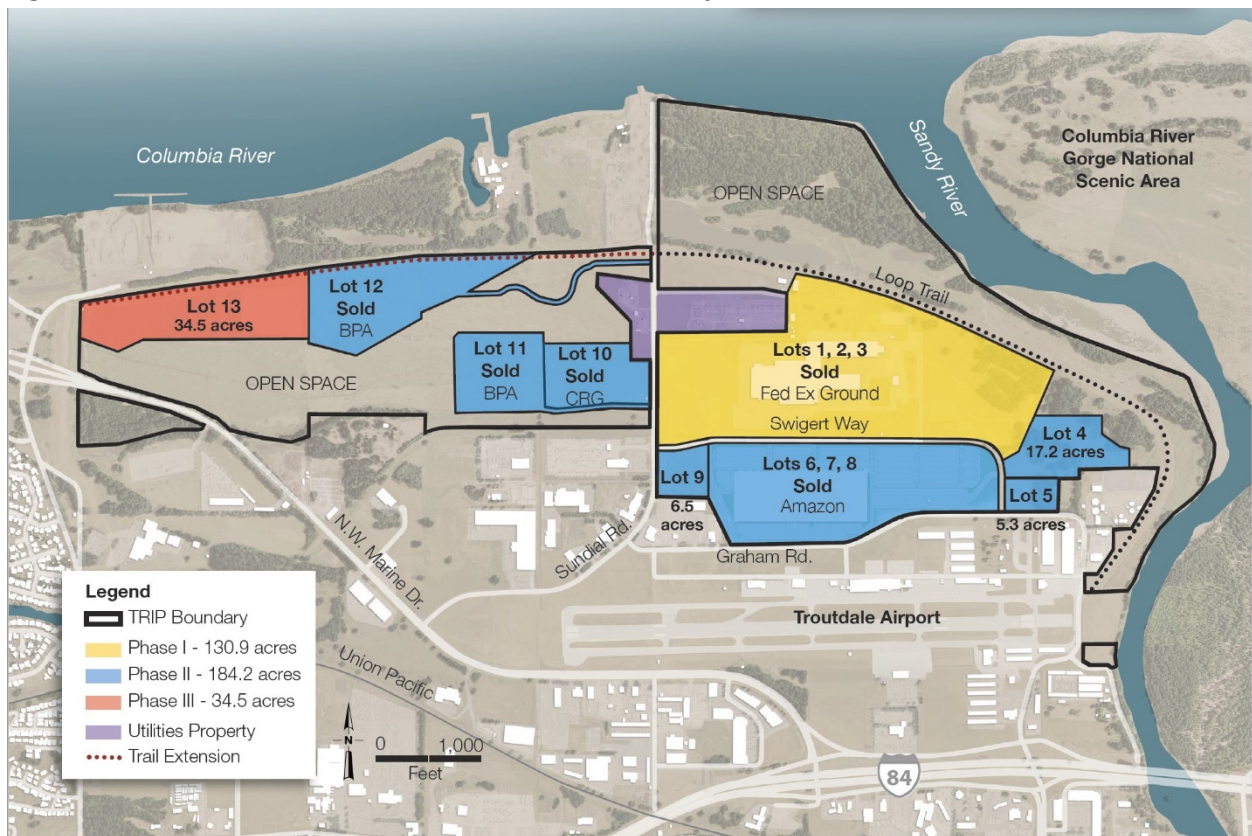 Columbia River
Sandy River
Columbia River
Gorge National
Scenic Area
OPEN SPACE
Loop Trail
Lot 13
34.5 acres
Lot 12
Sold
BPA
Lot 11
Sold
BPA
Lot 10
Sold
CRG
OPEN SPACE
Lots 1, 2, 3
Sold
Fed Ex Ground
Swigert Way
Lot 4
17.2 acres
Lot 9
6.5
acres
Lots 6, 7, 8
Sold
Amazon
Lot 5
5.3 acres
Graham Rd.
Sundial Rd.
N.W. Marine Dr.
Troutdale Airport
Union Pacific
84
Legend
TRIP Boundary
Phase I - 130.9 acres
Phase II - 184.2 acres
Phase III - 34.5 acres
Utilities Property
Trail Extension
N
0 1,000
Feet